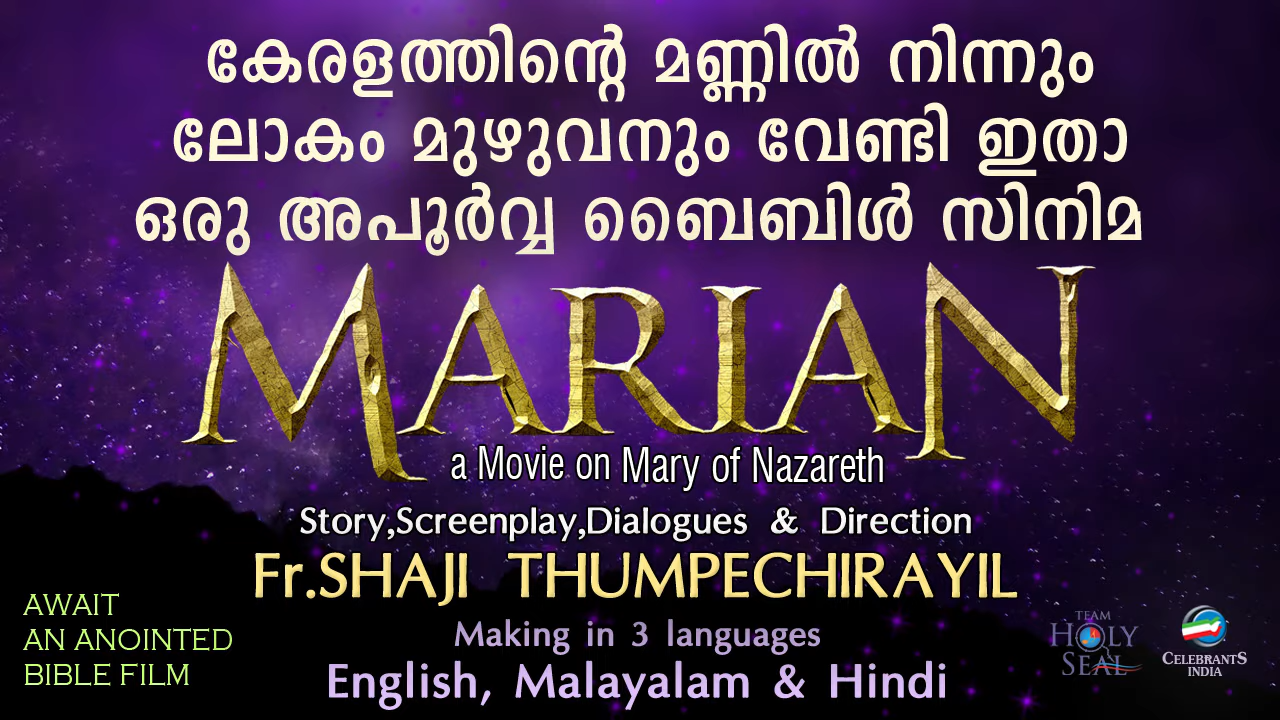 കേരളത്തിന്റെ മണ്ണിൽ നിന്നും
ലോകം മുഴുവനും വേണ്ടി ഇതാ
ഒരു അപൂർവ്വ ബൈബിൾ സിനിമ
MARIAN
a Movie on Mary of Nazareth
Story,Screenplay,Dialogues & Direction
Fr.SHAJI THUMPECHIRAYIL
Making in 3 languages
English, Malayalam & Hindi
AWAIT
AN ANOINTED
BIBLE FILM
TEAM
HOLY
SEAL
CELEBRANTS
INDIA